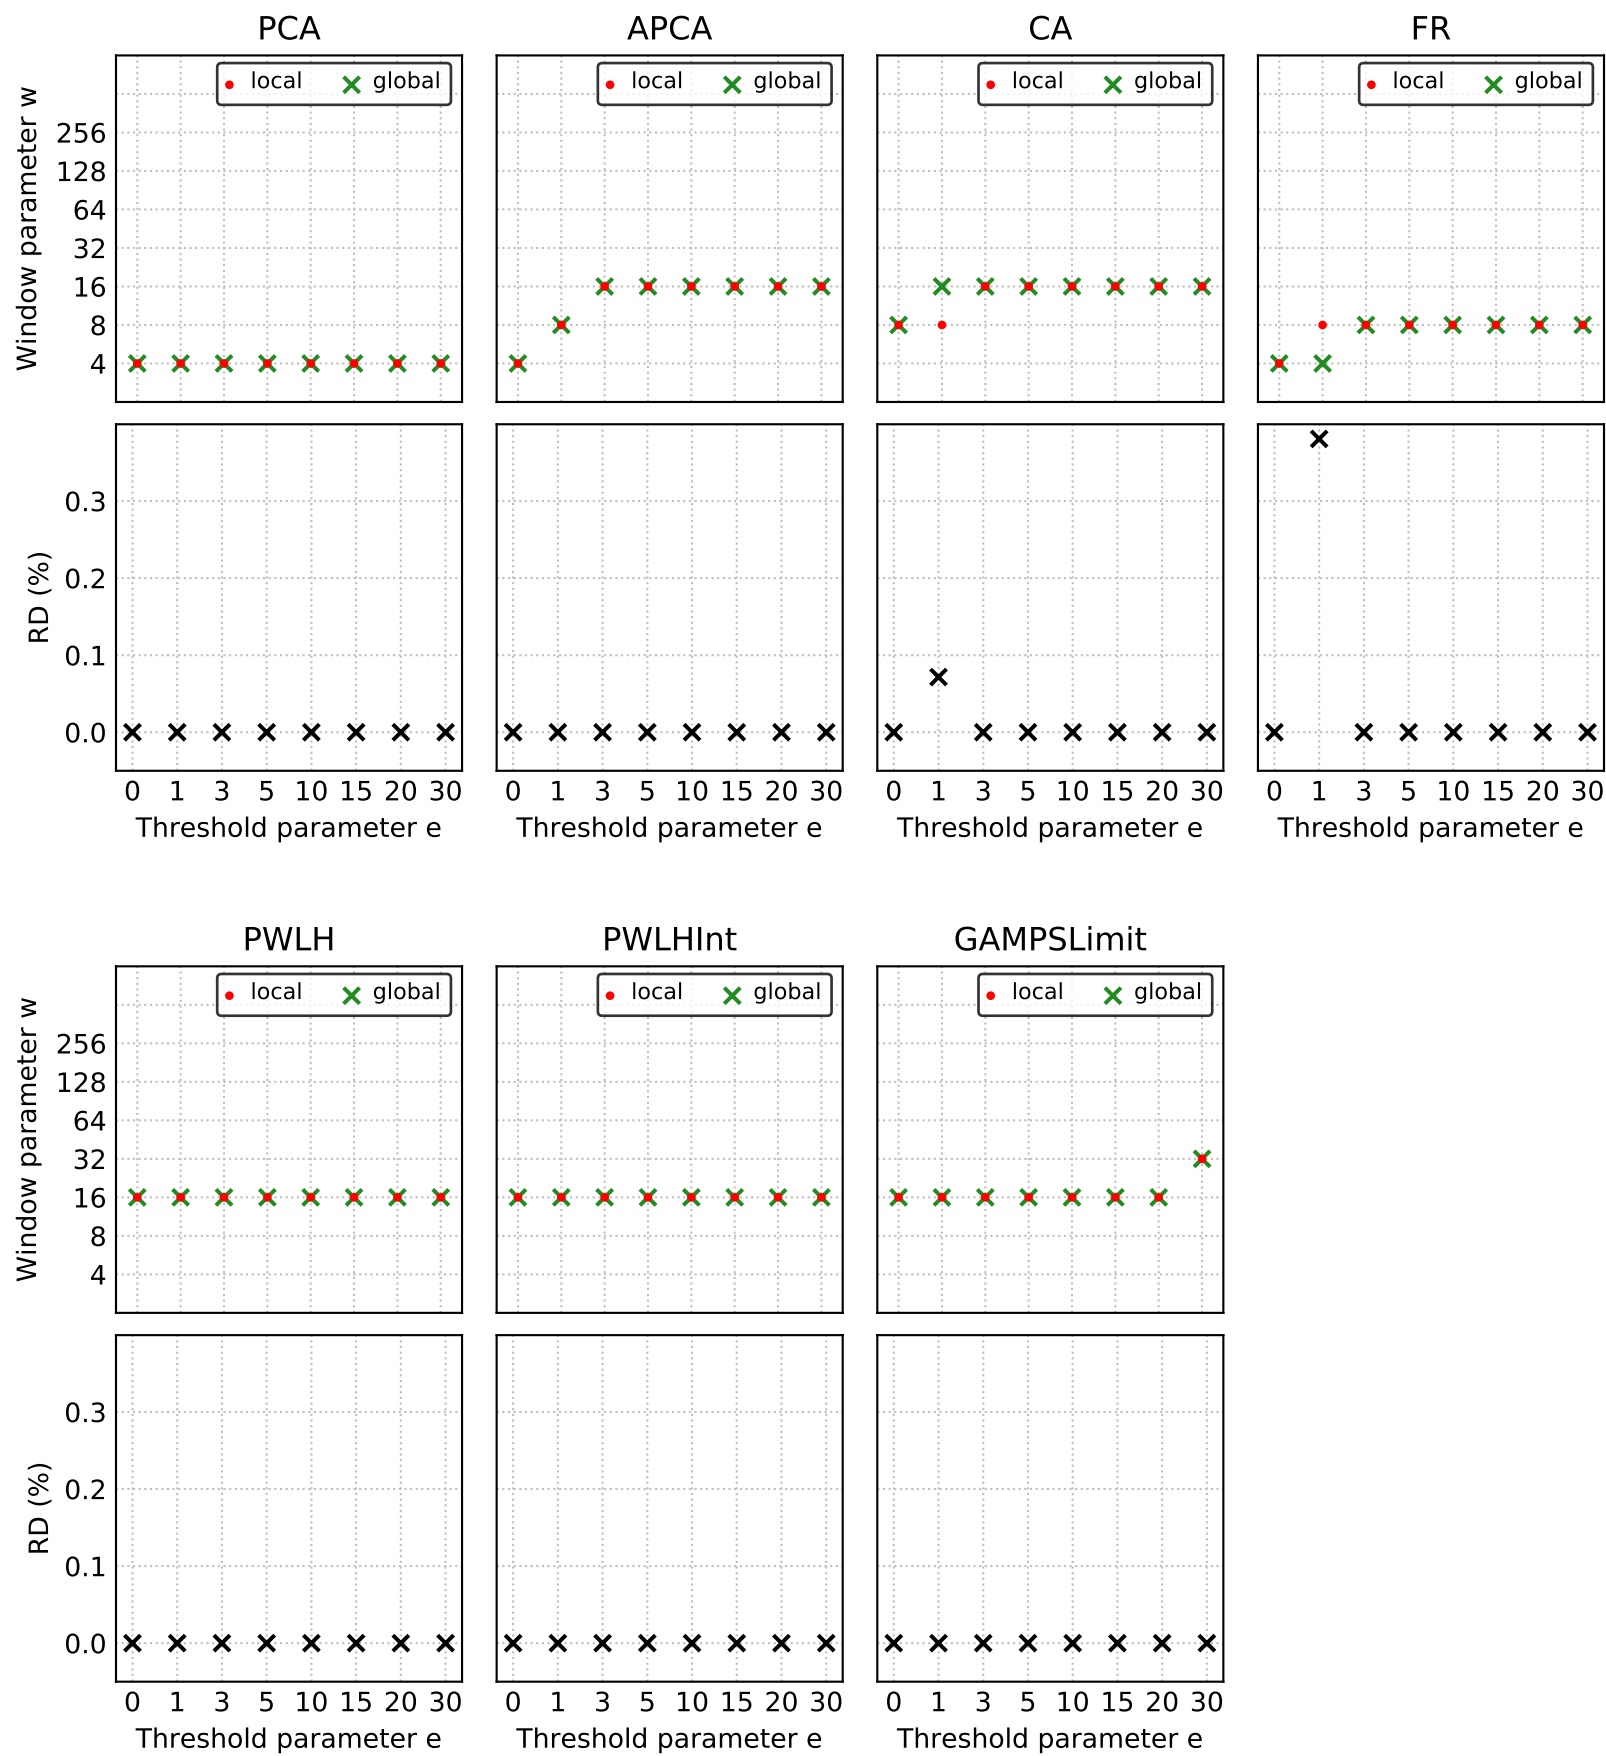 PCA APCA CA FR
local global local global local global local global
Window parameter w
256
128
64
32
16
8
4
RD (%)
0.3
0.2
0.1
0.0
0 1 3 5 10 15 20 30 0 1 3 5 10 15 20 30 0 1 3 5 10 15 20 30 0 1 3 5 10 15 20 30
Threshold parameter e Threshold parameter e Threshold parameter e Threshold parameter e
PWLH PWLHInt GAMPSLimit
local global local global local global
Window parameter w
256
128
64
32
16
8
4
RD (%)
0.3
0.2
0.1
0.0
0 1 3 5 10 15 20 30 0 1 3 5 10 15 20 30 0 1 3 5 10 15 20 30
Threshold parameter e Threshold parameter e Threshold parameter e